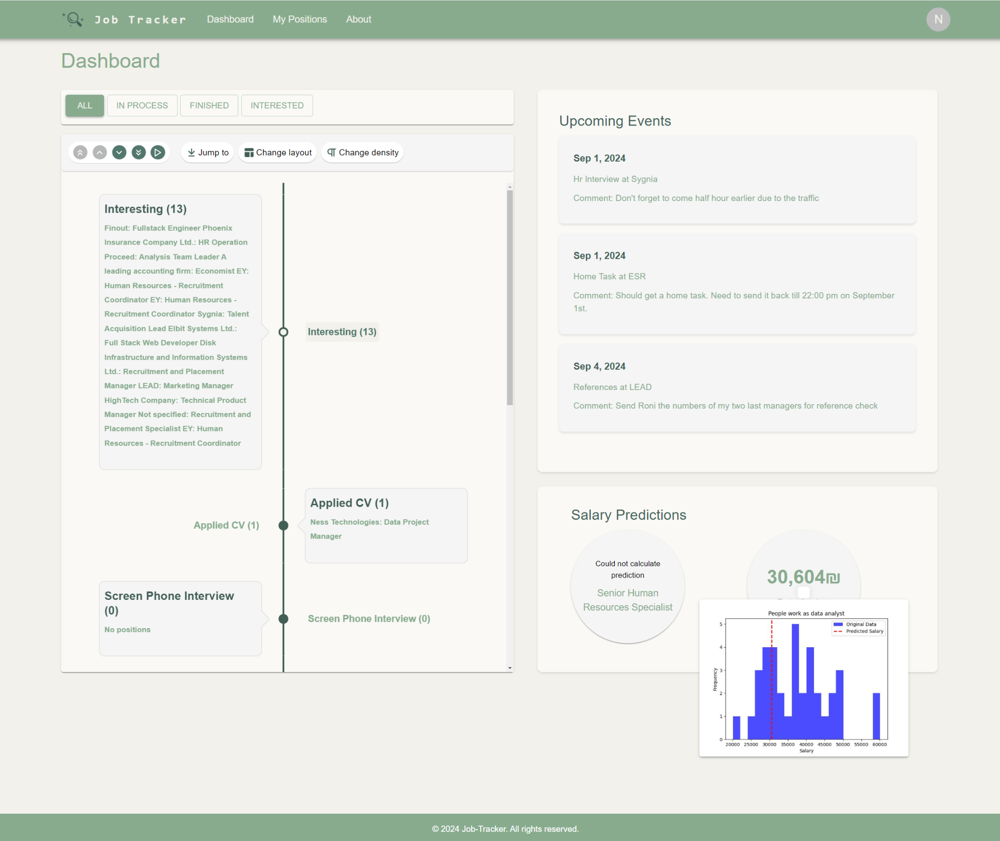 Job Tracker
Dashboard
My Positions
About
N
Dashboard
ALL
IN PROCESS
FINISHED
INTERESTED
Jump to
Change layout
Change density
Interesting (13)
Finout: Fullstack Engineer Phoenix
Insurance Company Ltd.: HR Operation
Proceed: Analysis Team Leader A
leading accounting firm: Economist EY:
Human Resources - Recruitment
Coordinator EY: Human Resources -
Recruitment Coordinator Sygnia: Talent
Acquisition Lead Elbit Systems Ltd.:
Full Stack Web Developer Disk
Infrastructure and Information Systems
Ltd.: Recruitment and Placement
Manager LEAD: Marketing Manager
HighTech Company: Technical Product
Manager Not specified: Recruitment and
Placement Specialist EY: Human
Resources - Recruitment Coordinator
Interesting (13)
Applied CV (1)
Applied CV (1)
Ness Technologies: Data Project
Manager
Screen Phone Interview
(0)
No positions
Screen Phone Interview (0)
Upcoming Events
Sep 1, 2024
Hr Interview at Sygnia
Comment: Don't forget to come half hour earlier due to the traffic
Sep 1, 2024
Home Task at ESR
Comment: Should get a home task. Need to send it back till 22:00 pm on September
1st.
Sep 4, 2024
References at LEAD
Comment: Send Roni the numbers of my two last managers for reference check
Salary Predictions
Could not calculate
prediction
Senior Human
Resources Specialist
30,604₪
People work as data analyst
Original Data
Predicted Salary
Frequency
5
4
3
2
1
0
20000 25000 30000 35000 40000 45000 50000 55000 60000
Salary
© 2024 Job-Tracker. All rights reserved.